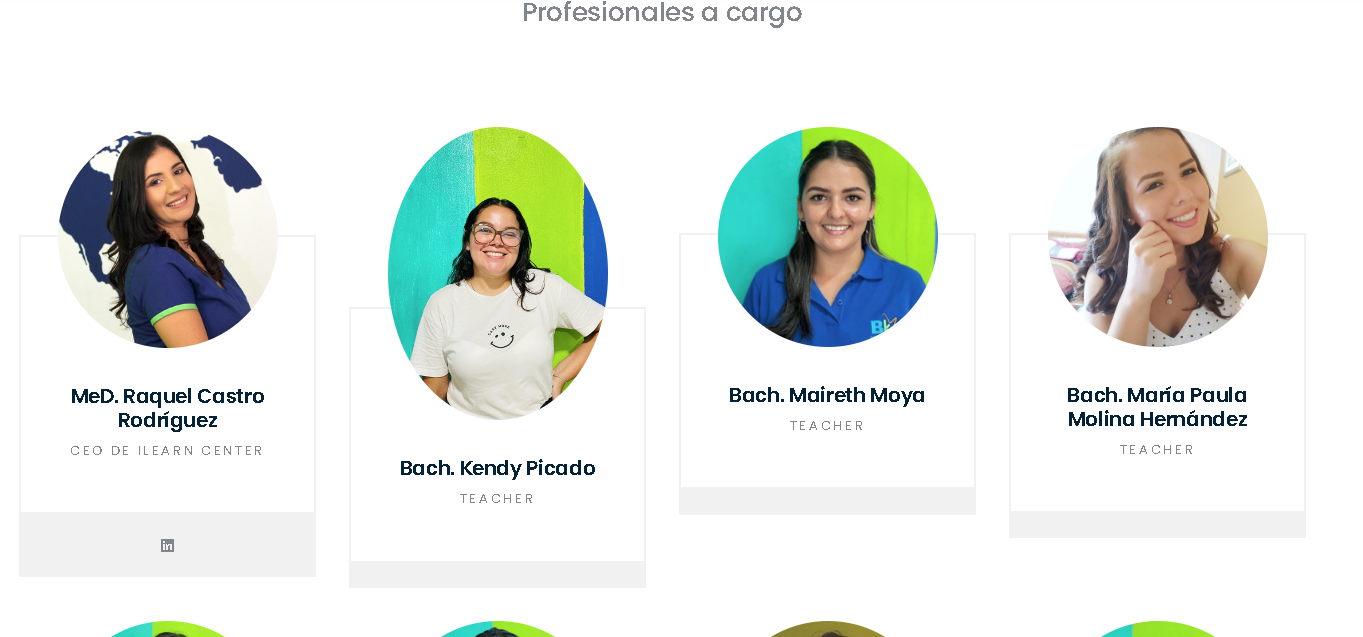 Profesionales a cargo
MeD. Raquel Castro
Rodríguez
CEO DE ILEARN CENTER
in
Bach. Kendy Picado
TEACHER
Bach. Maireth Moya
TEACHER
Bach. María Paula
Molina Hernández
TEACHER